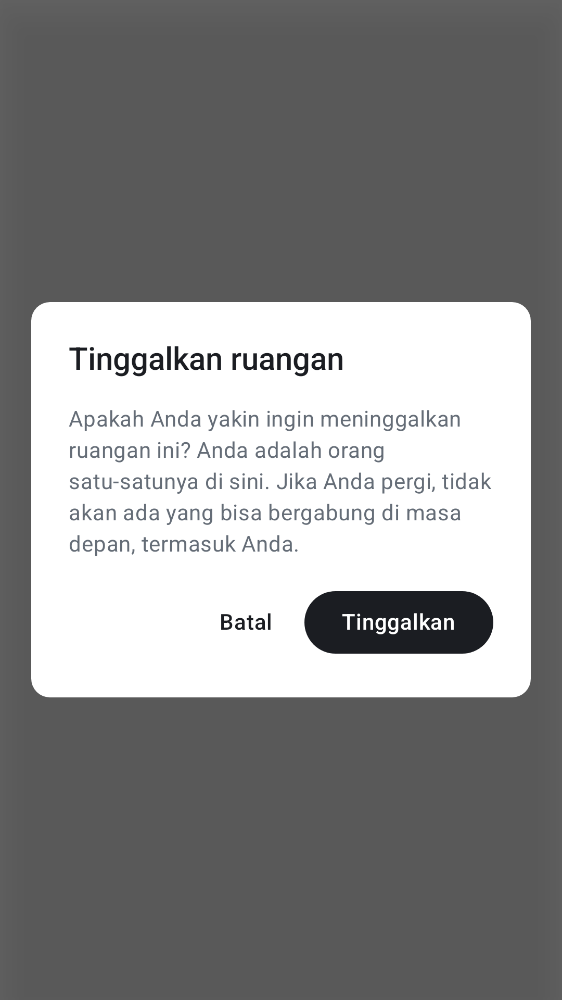 Tinggalkan ruangan
Apakah Anda yakin ingin meninggalkan
ruangan ini? Anda adalah orang
satu-satunya di sini. Jika Anda pergi, tidak
akan ada yang bisa bergabung di masa
depan, termasuk Anda.
Batal
Tinggalkan